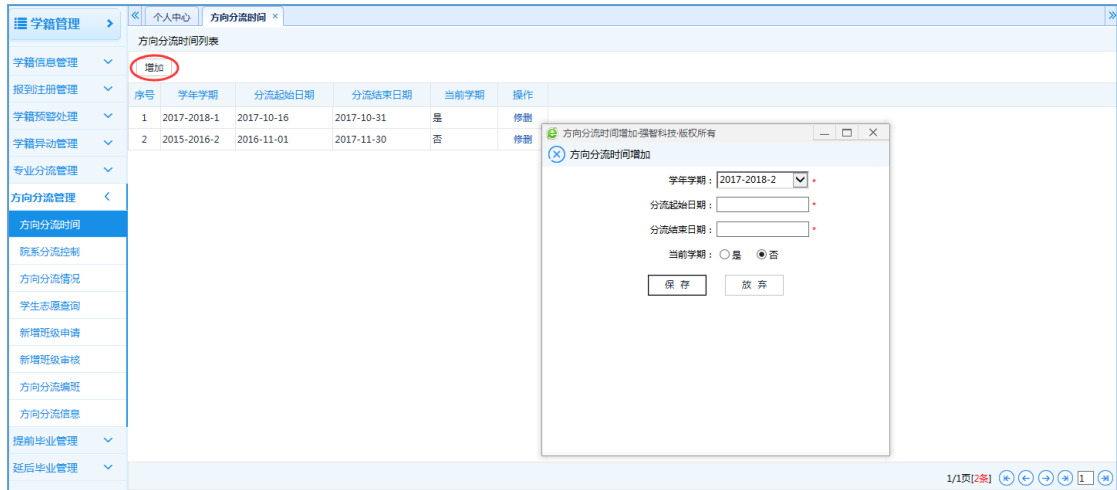 学籍管理
学籍信息管理
报到注册管理
学籍预警处理
学籍异动管理
专业分流管理
方向分流管理
方向分流时间
院系分流控制
方向分流情况
学生志愿查询
新增班级申请
新增班级审核
方向分流编班
方向分流信息
提前毕业管理
延后毕业管理
个人中心 方向分流时间 ×
方向分流时间列表
增加
序号 学年学期 分流起始日期 分流结束日期 当前学期 操作
1 2017-2018-1 2017-10-16 2017-10-31 是 修删
2 2015-2016-2 2016-11-01 2017-11-30 否 修删
方向分流时间增加-强智科技·版权所有
方向分流时间增加
学年学期： 2017-2018-2 *
分流起始日期： *
分流结束日期： *
当前学期： 是 否
保 存 放 弃
1/1页[2条] 1